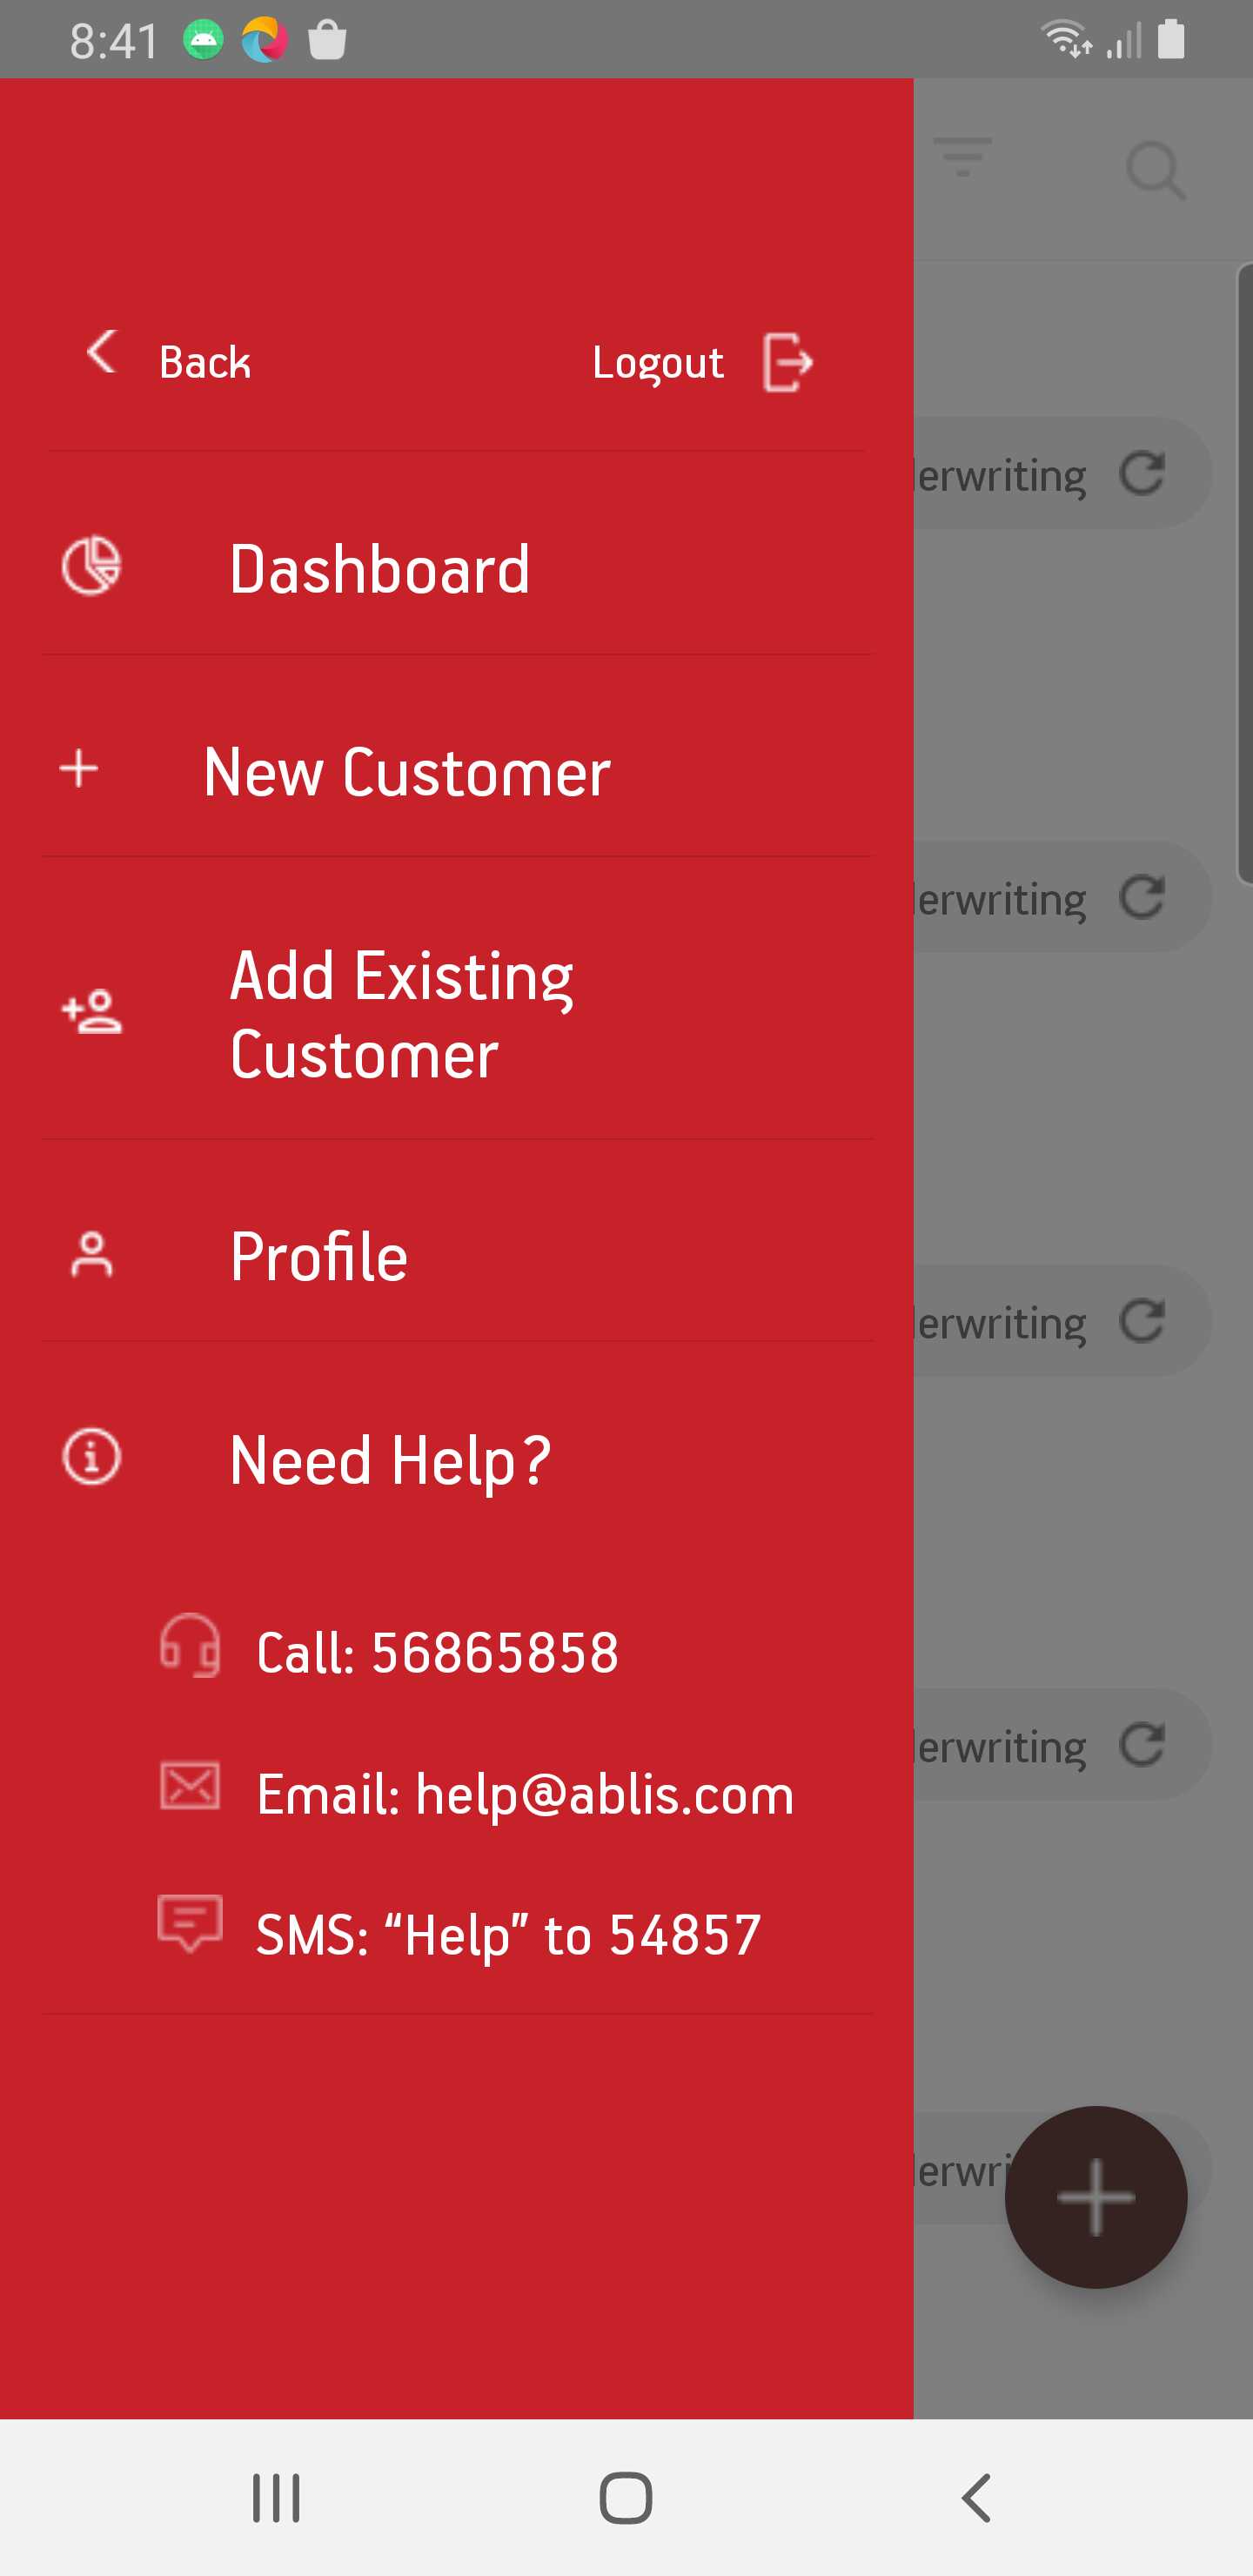 8:41
Back
Logout
erwriting
Dashboard
New Customer
erwriting
Add Existing
Customer
Profile
erwriting
Need Help?
Call: 56865858
erwriting
Email: help@ablis.com
SMS: “Help” to 54857
erwri